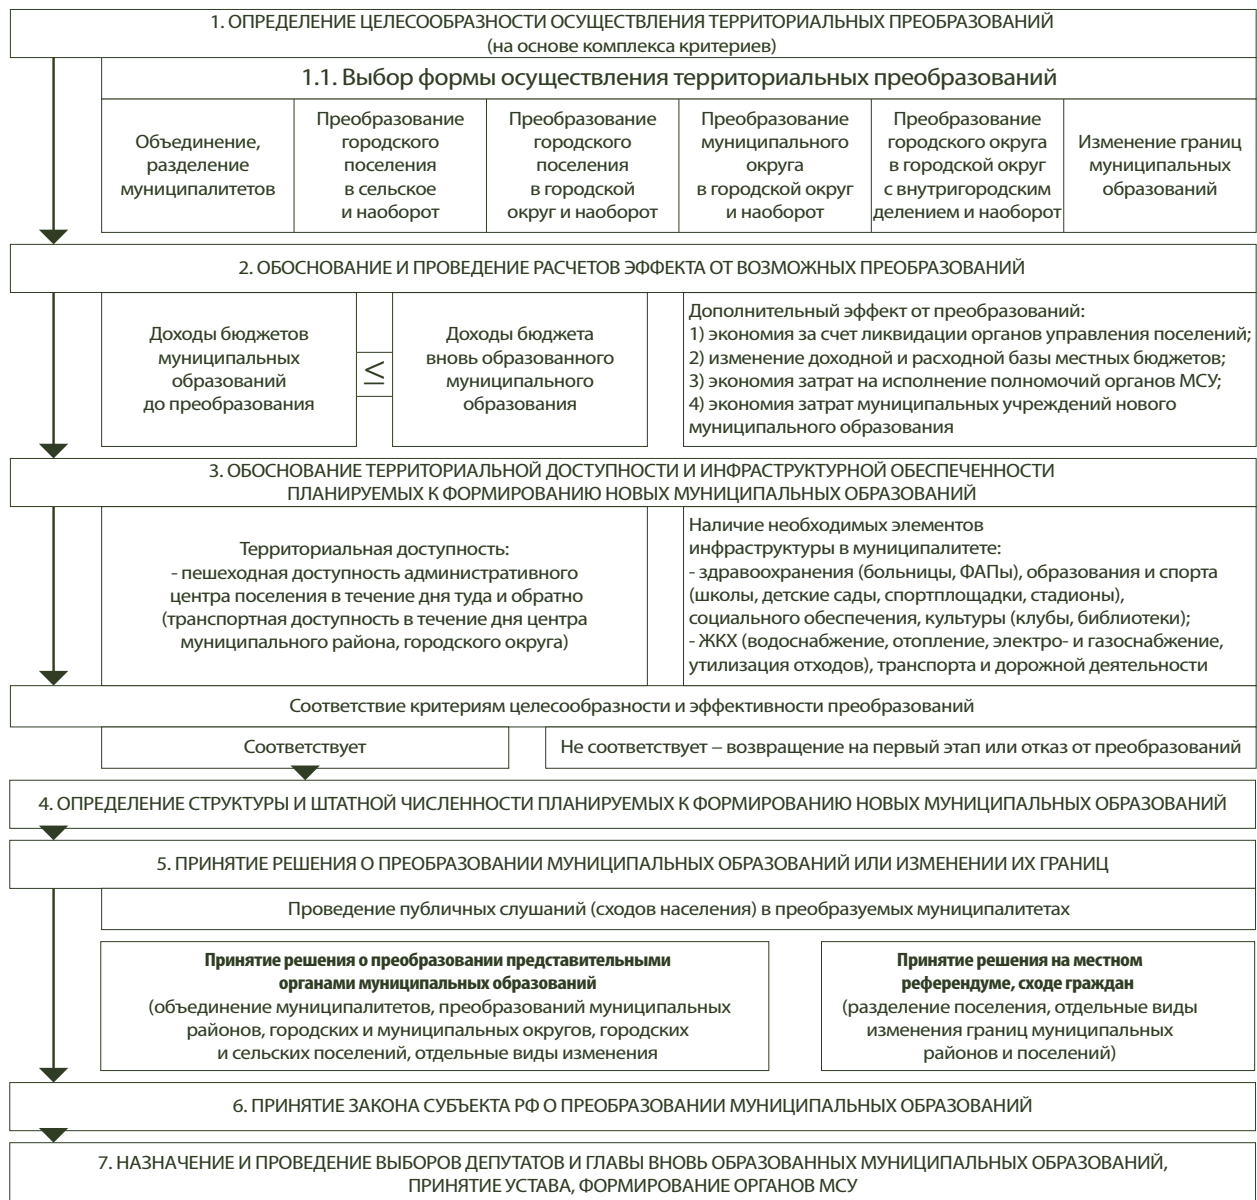 1. ОПРЕДЕЛЕНИЕ ЦЕЛЕСООБРАЗНОСТИ ОСУЩЕСТВЛЕНИЯ ТЕРРИТОРИАЛЬНЫХ ПРЕОБРАЗОВАНИЙ
(на основе комплекса критериев)
1.1. Выбор формы осуществления территориальных преобразований
Объединение,
разделение
муниципалитетов
Преобразование
городского
поселения
в сельское
и наоборот
Преобразование
городского
поселения
в городской
округ и наоборот
Преобразование
муниципального
округа
в городской округ
и наоборот
Преобразование
городского округа
в городской округ
с внутригородским
делением и наоборот
Изменение границ
муниципальных
образований
2. ОБОСНОВАНИЕ И ПРОВЕДЕНИЕ РАСЧЕТОВ ЭФФЕКТА ОТ ВОЗМОЖНЫХ ПРЕОБРАЗОВАНИЙ
Доходы бюджетов
муниципальных
образований
до преобразования
≤
Доходы бюджета
вновь образованного
муниципального
образования
Дополнительный эффект от преобразований:
1) экономия за счет ликвидации органов управления поселений;
2) изменение доходной и расходной базы местных бюджетов;
3) экономия затрат на исполнение полномочий органов МСУ;
4) экономия затрат муниципальных учреждений нового
муниципального образования
3. ОБОСНОВАНИЕ ТЕРРИТОРИАЛЬНОЙ ДОСТУПНОСТИ И ИНФРАСТРУКТУРНОЙ ОБЕСПЕЧЕННОСТИ
ПЛАНИРУЕМЫХ К ФОРМИРОВАНИЮ НОВЫХ МУНИЦИПАЛЬНЫХ ОБРАЗОВАНИЙ
Территориальная доступность:
- пешеходная доступность административного
центра поселения в течение дня туда и обратно
(транспортная доступность в течение дня центра
муниципального района, городского округа)
Наличие необходимых элементов
инфраструктуры в муниципалитете:
- здравоохранения (больницы, ФАПы), образования и спорта
(школы, детские сады, спортплощадки, стадионы),
социального обеспечения, культуры (клубы, библиотеки);
- ЖКХ (водоснабжение, отопление, электро- и газоснабжение,
утилизация отходов), транспорта и дорожной деятельности
Соответствие критериям целесообразности и эффективности преобразований
Соответствует
Не соответствует – возвращение на первый этап или отказ от преобразований
4. ОПРЕДЕЛЕНИЕ СТРУКТУРЫ И ШТАТНОЙ ЧИСЛЕННОСТИ ПЛАНИРУЕМЫХ К ФОРМИРОВАНИЮ НОВЫХ МУНИЦИПАЛЬНЫХ ОБРАЗОВАНИЙ
5. ПРИНЯТИЕ РЕШЕНИЯ О ПРЕОБРАЗОВАНИИ МУНИЦИПАЛЬНЫХ ОБРАЗОВАНИЙ ИЛИ ИЗМЕНЕНИИ ИХ ГРАНИЦ
Проведение публичных слушаний (сходов населения) в преобразуемых муниципалитетах
Принятие решения о преобразовании представительными
органами муниципальных образований
(объединение муниципалитетов, преобразований муниципальных
районов, городских и муниципальных округов, городских
и сельских поселений, отдельные виды изменения
Принятие решения на местном
референдуме, сходе граждан
(разделение поселения, отдельные виды
изменения границ муниципальных
районов и поселений)
6. ПРИНЯТИЕ ЗАКОНА СУБЪЕКТА РФ О ПРЕОБРАЗОВАНИИ МУНИЦИПАЛЬНЫХ ОБРАЗОВАНИЙ
7. НАЗНАЧЕНИЕ И ПРОВЕДЕНИЕ ВЫБОРОВ ДЕПУТАТОВ И ГЛАВЫ ВНОВЬ ОБРАЗОВАННЫХ МУНИЦИПАЛЬНЫХ ОБРАЗОВАНИЙ,
ПРИНЯТИЕ УСТАВА, ФОРМИРОВАНИЕ ОРГАНОВ МСУ